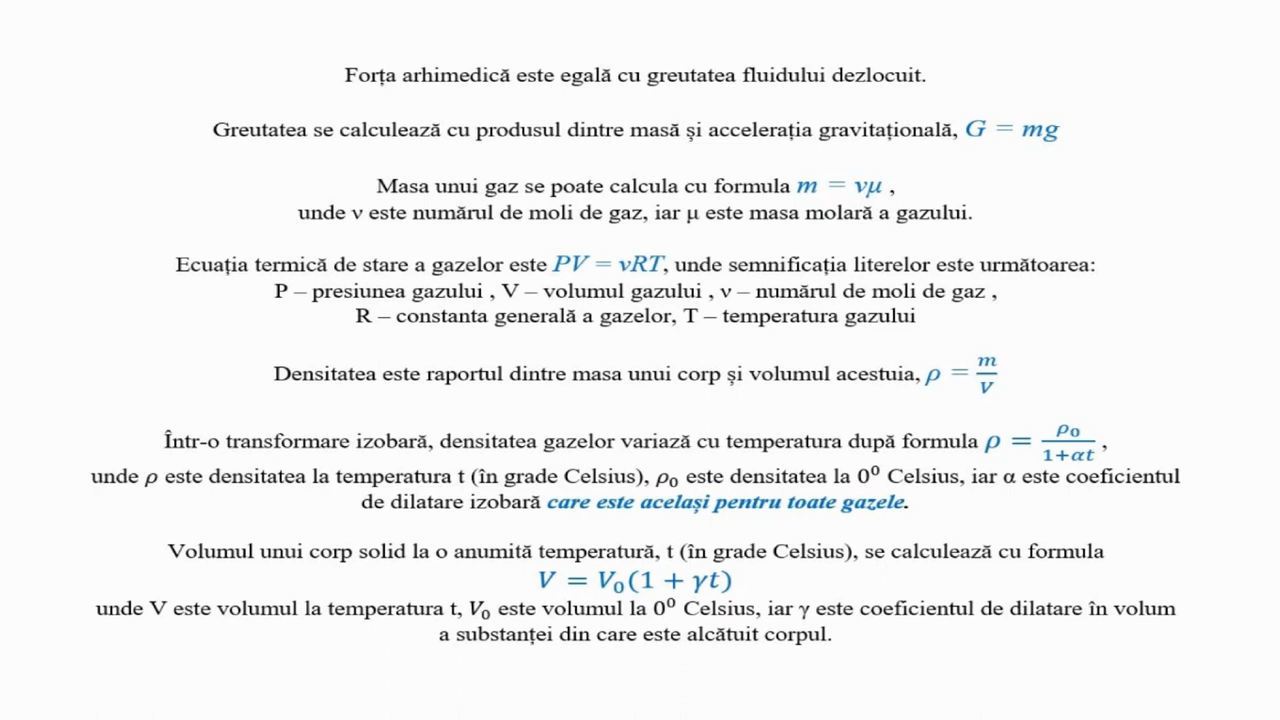 Forța arhimedică este egală cu greutatea fluidului dezlocuit.
Greutatea se calculează cu produsul dintre masă și accelerația gravitațională, G = mg
Masa unui gaz se poate calcula cu formula m = νμ ,
unde ν este numărul de moli de gaz, iar μ este masa molară a gazului.
Ecuația termică de stare a gazelor este PV = νRT, unde semnificația literelor este următoarea:
P – presiunea gazului , V – volumul gazului , ν – numărul de moli de gaz ,
R – constanta generală a gazelor, T – temperatura gazului
Densitatea este raportul dintre masa unui corp și volumul acestuia, ρ = m/V
Într-o transformare izobară, densitatea gazelor variază cu temperatura după formula ρ = ρ₀/(1+αt) ,
unde ρ este densitatea la temperatura t (în grade Celsius), ρ₀ este densitatea la 0⁰ Celsius, iar α este coeficientul
de dilatare izobară care este același pentru toate gazele.
Volumul unui corp solid la o anumită temperatură, t (în grade Celsius), se calculează cu formula
V = V₀(1 + γt)
unde V este volumul la temperatura t, V₀ este volumul la 0⁰ Celsius, iar γ este coeficientul de dilatare în volum
a substanței din care este alcătuit corpul.